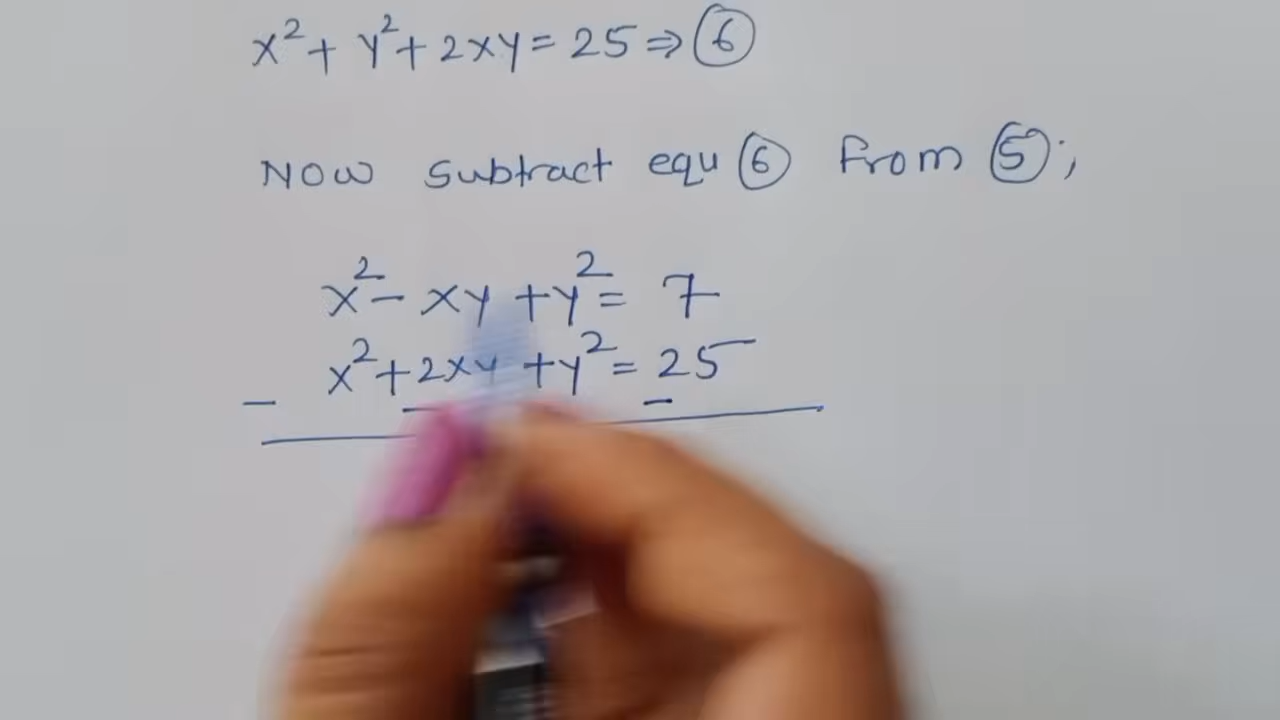 x² + y² + 2xy = 25 ⇒ ⑥
Now subtract equ ⑥ from ⑤;
x² - xy + y² = 7
x² + 2xy + y² = 25
- - -